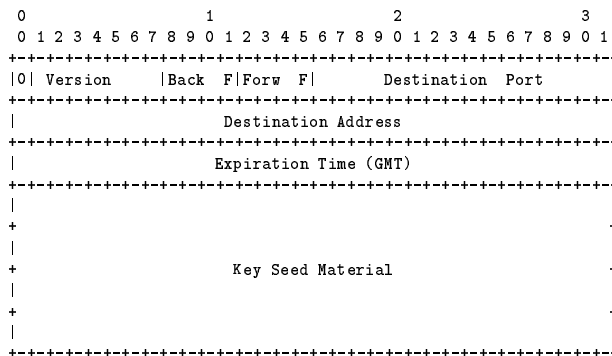 0                   1                   2                   3
 0 1 2 3 4 5 6 7 8 9 0 1 2 3 4 5 6 7 8 9 0 1 2 3 4 5 6 7 8 9 0 1
+-+-+-+-+-+-+-+-+-+-+-+-+-+-+-+-+-+-+-+-+-+-+-+-+-+-+-+-+-+-+-+-
|0| Version     |Back  F|Forw  F|       Destination  Port
+-+-+-+-+-+-+-+-+-+-+-+-+-+-+-+-+-+-+-+-+-+-+-+-+-+-+-+-+-+-+-+-
|                      Destination Address
+-+-+-+-+-+-+-+-+-+-+-+-+-+-+-+-+-+-+-+-+-+-+-+-+-+-+-+-+-+-+-+-
|                     Expiration Time (GMT)
+-+-+-+-+-+-+-+-+-+-+-+-+-+-+-+-+-+-+-+-+-+-+-+-+-+-+-+-+-+-+-+-
|
+                                                               -
|
+                       Key Seed Material                       -
|
+                                                               -
|
+-+-+-+-+-+-+-+-+-+-+-+-+-+-+-+-+-+-+-+-+-+-+-+-+-+-+-+-+-+-+-+-